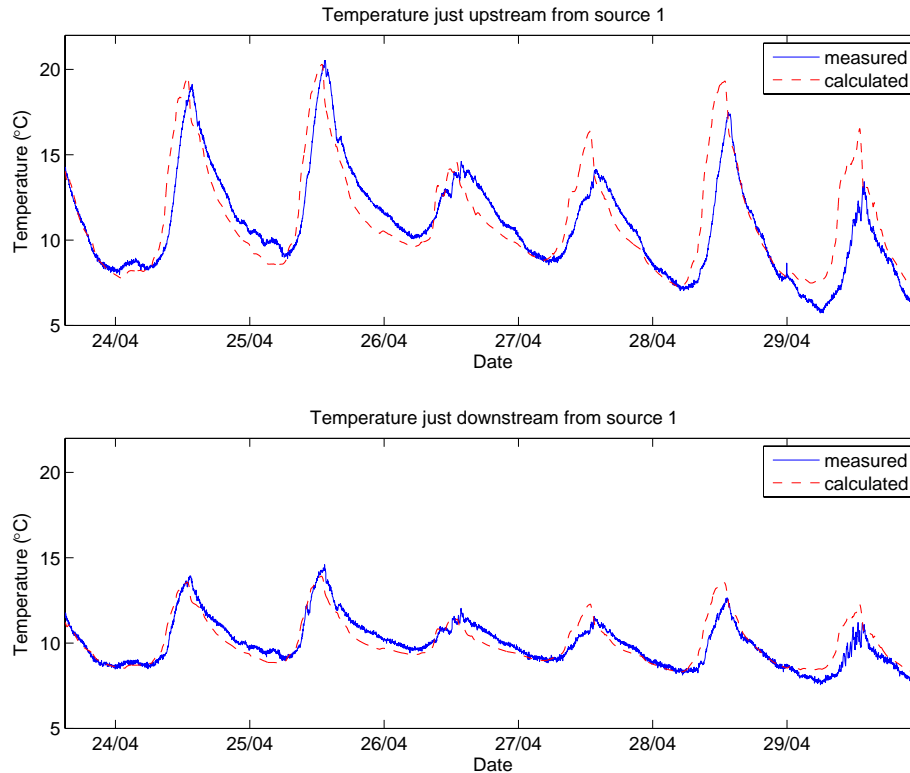 Temperature just upstream from source 1
20
15
10
5
Temperature (°C)
measured
calculated
24/04 25/04 26/04 27/04 28/04 29/04
Date
Temperature just downstream from source 1
20
15
10
5
Temperature (°C)
measured
calculated
24/04 25/04 26/04 27/04 28/04 29/04
Date